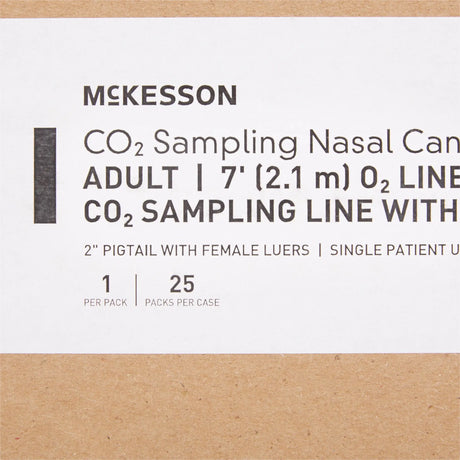 McKESSON
CO₂ Sampling Nasal Can
ADULT | 7' (2.1 m) O₂ LINE
CO₂ SAMPLING LINE WITH
2" PIGTAIL WITH FEMALE LUERS | SINGLE PATIENT U
1 25
PER PACK PACKS PER CASE